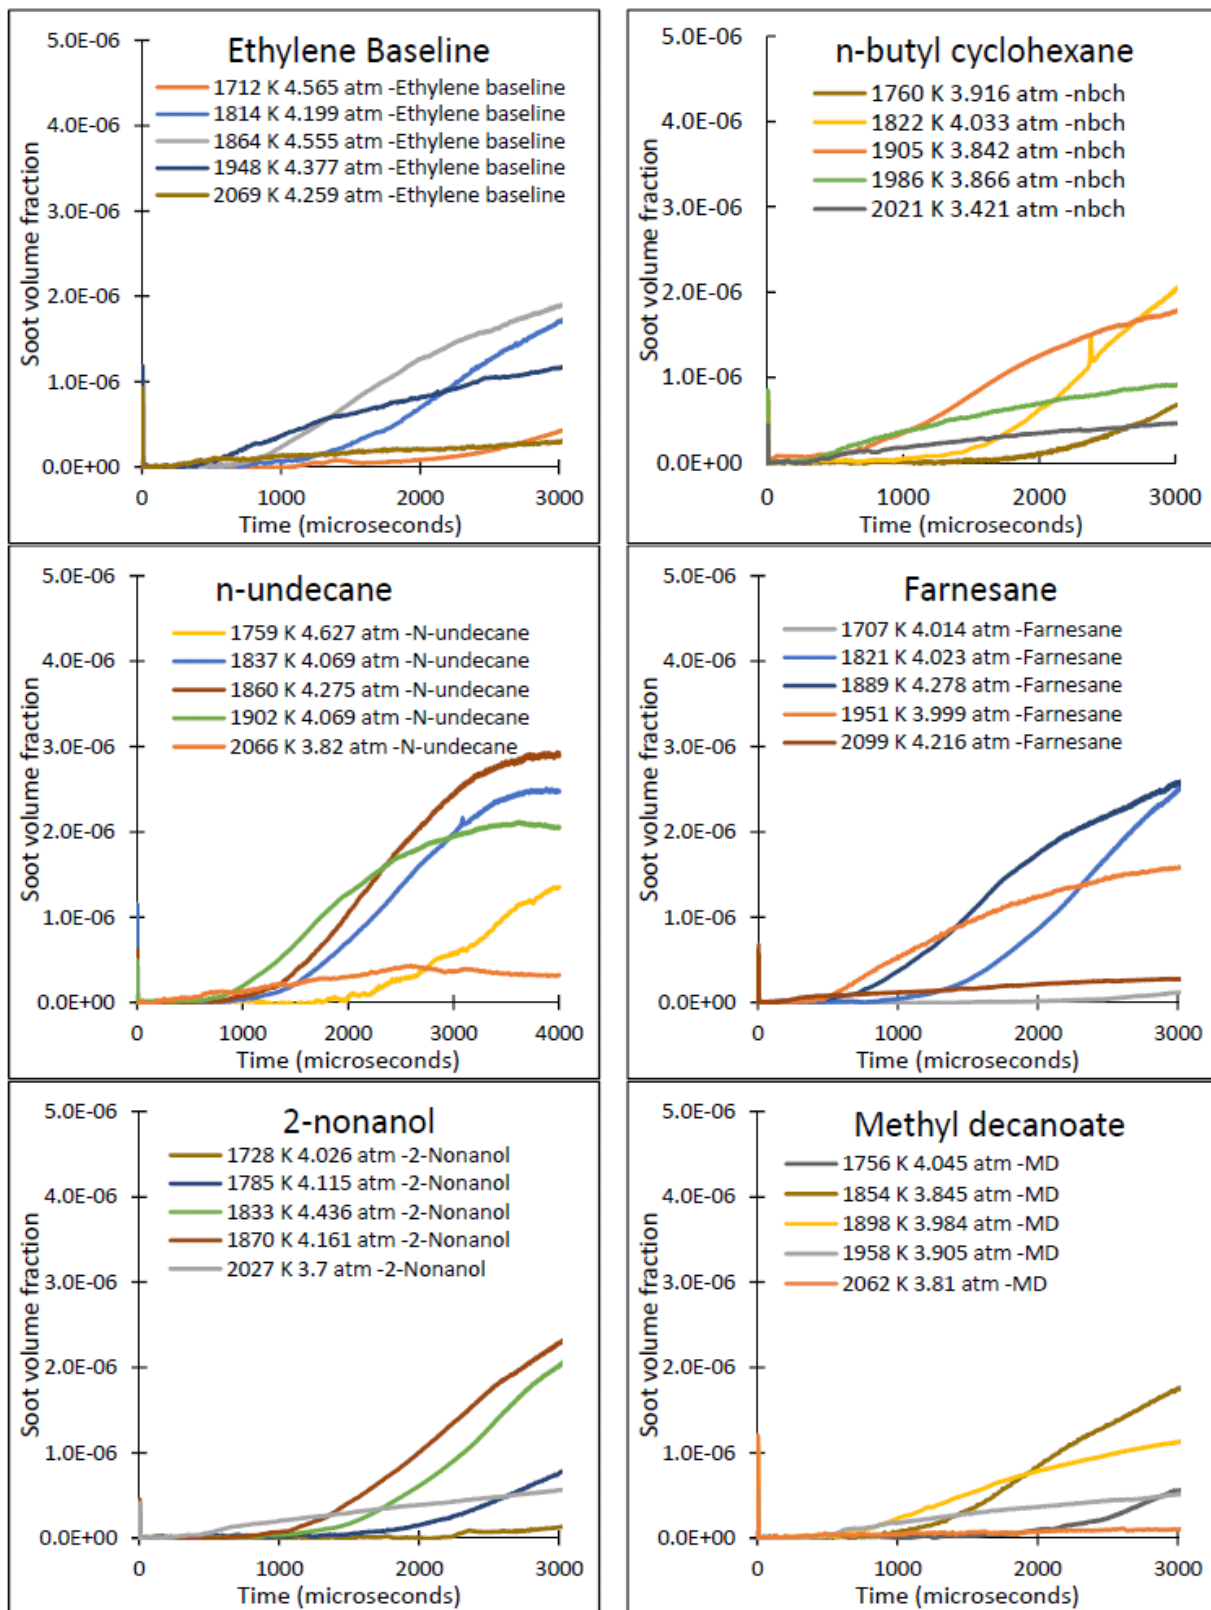 Ethylene Baseline
1712 K 4.565 atm -Ethylene baseline
1814 K 4.199 atm -Ethylene baseline
1864 K 4.555 atm -Ethylene baseline
1948 K 4.377 atm -Ethylene baseline
2069 K 4.259 atm -Ethylene baseline
Soot volume fraction
5.0E-06
4.0E-06
3.0E-06
2.0E-06
1.0E-06
0.0E+00
0 1000 2000 3000
Time (microseconds)
n-butyl cyclohexane
1760 K 3.916 atm -nbch
1822 K 4.033 atm -nbch
1905 K 3.842 atm -nbch
1986 K 3.866 atm -nbch
2021 K 3.421 atm -nbch
Soot volume fraction
5.0E-06
4.0E-06
3.0E-06
2.0E-06
1.0E-06
0.0E+00
0 1000 2000 3000
Time (microseconds)
n-undecane
1759 K 4.627 atm -N-undecane
1837 K 4.069 atm -N-undecane
1860 K 4.275 atm -N-undecane
1902 K 4.069 atm -N-undecane
2066 K 3.82 atm -N-undecane
Soot volume fraction
5.0E-06
4.0E-06
3.0E-06
2.0E-06
1.0E-06
0.0E+00
0 1000 2000 3000 4000
Time (microseconds)
Farnesane
1707 K 4.014 atm -Farnesane
1821 K 4.023 atm -Farnesane
1889 K 4.278 atm -Farnesane
1951 K 3.999 atm -Farnesane
2099 K 4.216 atm -Farnesane
Soot volume fraction
5.0E-06
4.0E-06
3.0E-06
2.0E-06
1.0E-06
0.0E+00
0 1000 2000 3000
Time (microseconds)
2-nonanol
1728 K 4.026 atm -2-Nonanol
1785 K 4.115 atm -2-Nonanol
1833 K 4.436 atm -2-Nonanol
1870 K 4.161 atm -2-Nonanol
2027 K 3.7 atm -2-Nonanol
Soot volume fraction
5.0E-06
4.0E-06
3.0E-06
2.0E-06
1.0E-06
0.0E+00
0 1000 2000 3000
Time (microseconds)
Methyl decanoate
1756 K 4.045 atm -MD
1854 K 3.845 atm -MD
1898 K 3.984 atm -MD
1958 K 3.905 atm -MD
2062 K 3.81 atm -MD
Soot volume fraction
5.0E-06
4.0E-06
3.0E-06
2.0E-06
1.0E-06
0.0E+00
0 1000 2000 3000
Time (microseconds)